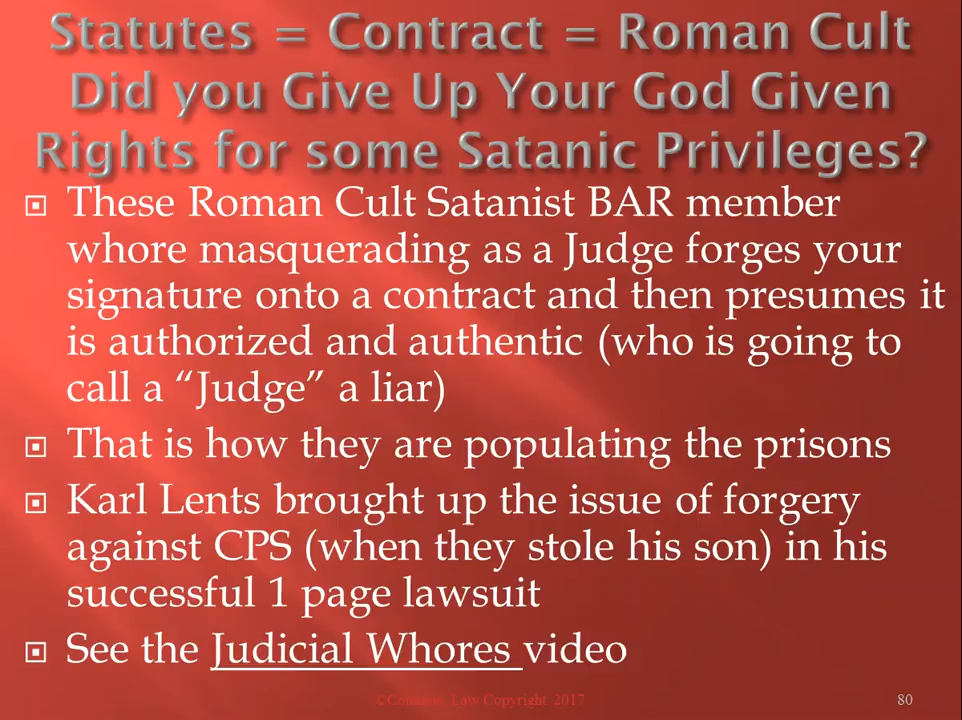 Statutes = Contract = Roman Cult
Did you Give Up Your God Given
Rights for some Satanic Privileges?
These Roman Cult Satanist BAR member
whore masquerading as a Judge forges your
signature onto a contract and then presumes it
is authorized and authentic (who is going to
call a “Judge” a liar)
That is how they are populating the prisons
Karl Lents brought up the issue of forgery
against CPS (when they stole his son) in his
successful 1 page lawsuit
See the Judicial Whores video
©Common Law Copyright 2017
80